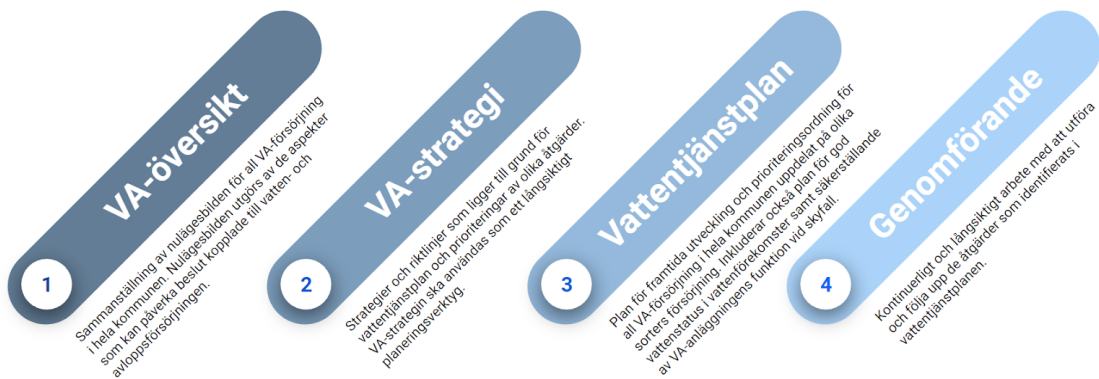 VA-översikt
1
Sammanställning av nulägesbilden för all VA-försörjning
i hela kommunen. Nulägesbilden utgörs av de aspekter
som kan påverka beslut kopplade till vatten- och
avloppsförsörjningen.
VA-strategi
2
Strategier och riktlinjer som ligger till grund för
vattentjänstplan och prioriteringar av olika åtgärder.
VA-strategin ska användas som ett långsiktigt
planeringsverktyg.
Vattentjänstplan
3
Plan för framtida utveckling och prioriteringsordning för
all VA-försörjning i hela kommunen uppdelat på olika
sorters försörjning. Inkluderar också plan för god
vattenstatus i vattenförekomster samt säkerställande
av VA-anläggningens funktion vid skyfall.
Genomförande
4
Kontinuerligt och långsiktigt arbete med att utföra
och följa upp de åtgärder som identifierats i
vattentjänstplanen.